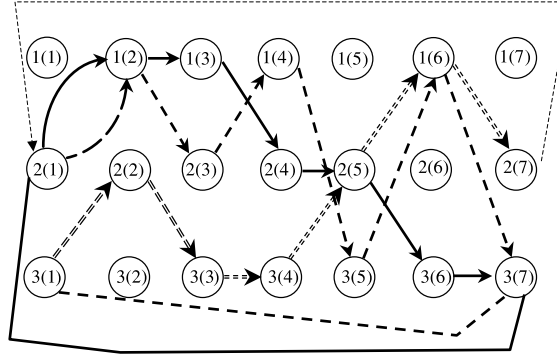 1(1) 1(2) 1(3) 1(4) 1(5) 1(6) 1(7)
2(1) 2(2) 2(3) 2(4) 2(5) 2(6) 2(7)
3(1) 3(2) 3(3) 3(4) 3(5) 3(6) 3(7)